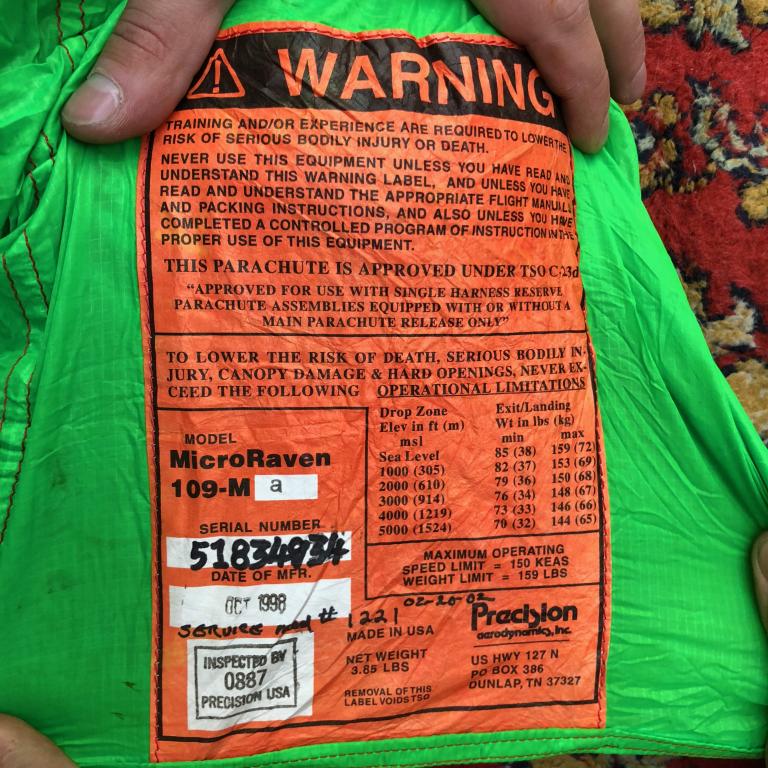 WARNING
TRAINING AND/OR EXPERIENCE ARE REQUIRED TO LOWER THE
RISK OF SERIOUS BODILY INJURY OR DEATH.
NEVER USE THIS EQUIPMENT UNLESS YOU HAVE READ AND
UNDERSTAND THIS WARNING LABEL, AND UNLESS YOU HAVE
READ AND UNDERSTAND THE APPROPRIATE FLIGHT MANUALS
AND PACKING INSTRUCTIONS, AND ALSO UNLESS YOU HAVE
COMPLETED A CONTROLLED PROGRAM OF INSTRUCTION IN THE
PROPER USE OF THIS EQUIPMENT.
THIS PARACHUTE IS APPROVED UNDER TSO C-23d
"APPROVED FOR USE WITH SINGLE HARNESS RESERVE
PARACHUTE ASSEMBLIES EQUIPPED WITH OR WITHOUT A
MAIN PARACHUTE RELEASE ONLY"
TO LOWER THE RISK OF DEATH, SERIOUS BODILY IN-
JURY, CANOPY DAMAGE & HARD OPENINGS, NEVER EX-
CEED THE FOLLOWING OPERATIONAL LIMITATIONS
MODEL
MicroRaven
109-M a
SERIAL NUMBER
DATE OF MFR.
OCT 1998
SERVICE # 1221
02-26-02
INSPECTED BY
0887
PRECISION USA
Drop Zone Exit/Landing
Elev in ft (m) Wt in lbs (kg)
msl min max
Sea Level 85 (38) 159 (72)
1000 (305) 82 (37) 153 (69)
2000 (610) 79 (36) 150 (68)
3000 (914) 76 (34) 148 (67)
4000 (1219) 73 (33) 146 (66)
5000 (1524) 70 (32) 144 (65)
MAXIMUM OPERATING
SPEED LIMIT = 150 KEAS
WEIGHT LIMIT = 159 LBS
MADE IN USA
NET WEIGHT
3.85 LBS
REMOVAL OF THIS
LABEL VOIDS TSO
Precision
aerodynamics, inc.
US HWY 127 N
PO BOX 386
DUNLAP, TN 37327